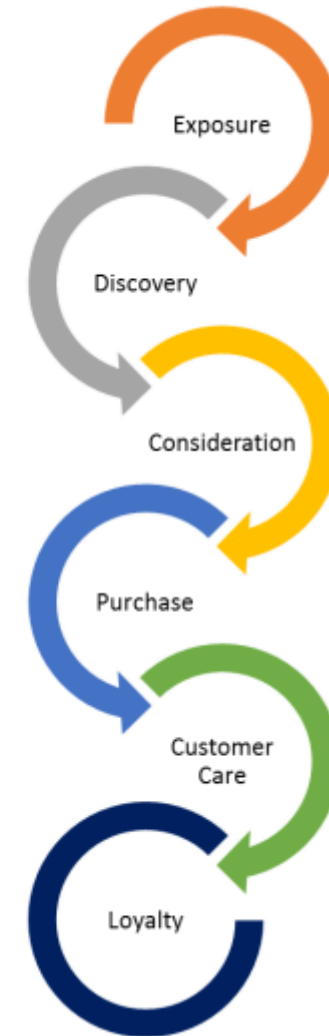 Exposure
Discovery
Consideration
Purchase
Customer
Care
Loyalty